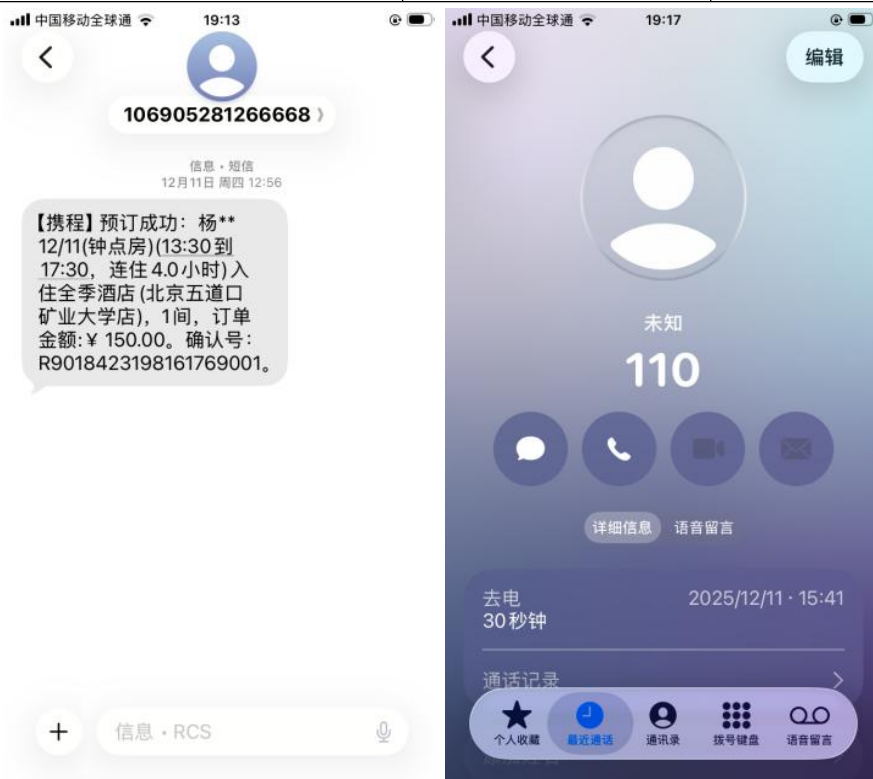 中国移动全球通
19:13
106905281266668
信息·短信
12月11日 周四 12:56
【携程】预订成功：杨**
12/11(钟点房)(13:30到
17:30，连住4.0小时)入
住全季酒店(北京五道口
矿业大学店)，1间，订单
金额:¥ 150.00。确认号：
R9018423198161769001。
信息·RCS
中国移动全球通
19:17
编辑
未知
110
详细信息
语音留言
去电
2025/12/11 · 15:41
30秒钟
通话记录
个人收藏
最近通话
通讯录
拨号键盘
语音留言